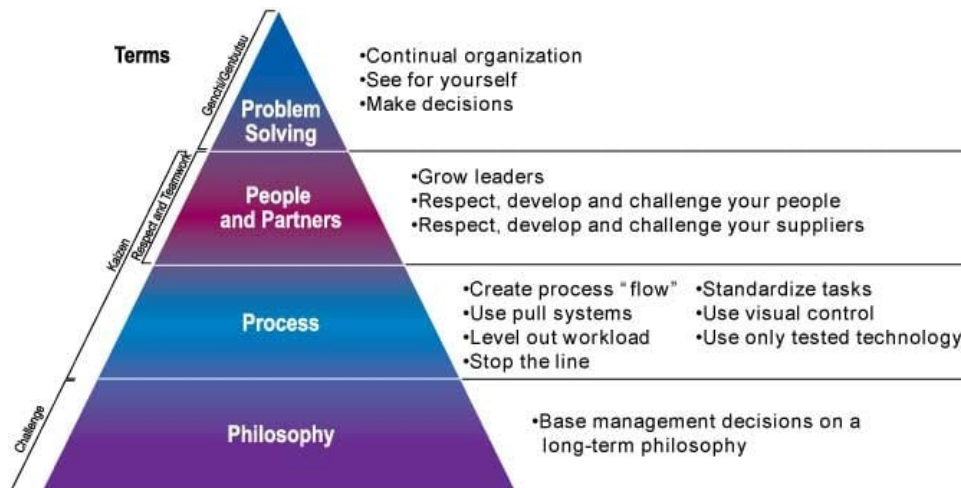 Terms
Genchi/Genbutsu
Problem
Solving
•Continual organization
•See for yourself
•Make decisions
Kaizen
Respect and Teamwork
People
and Partners
•Grow leaders
•Respect, develop and challenge your people
•Respect, develop and challenge your suppliers
Process
•Create process “flow”
•Use pull systems
•Level out workload
•Stop the line
•Standardize tasks
•Use visual control
•Use only tested technology
Challenge
Philosophy
•Base management decisions on a
long-term philosophy